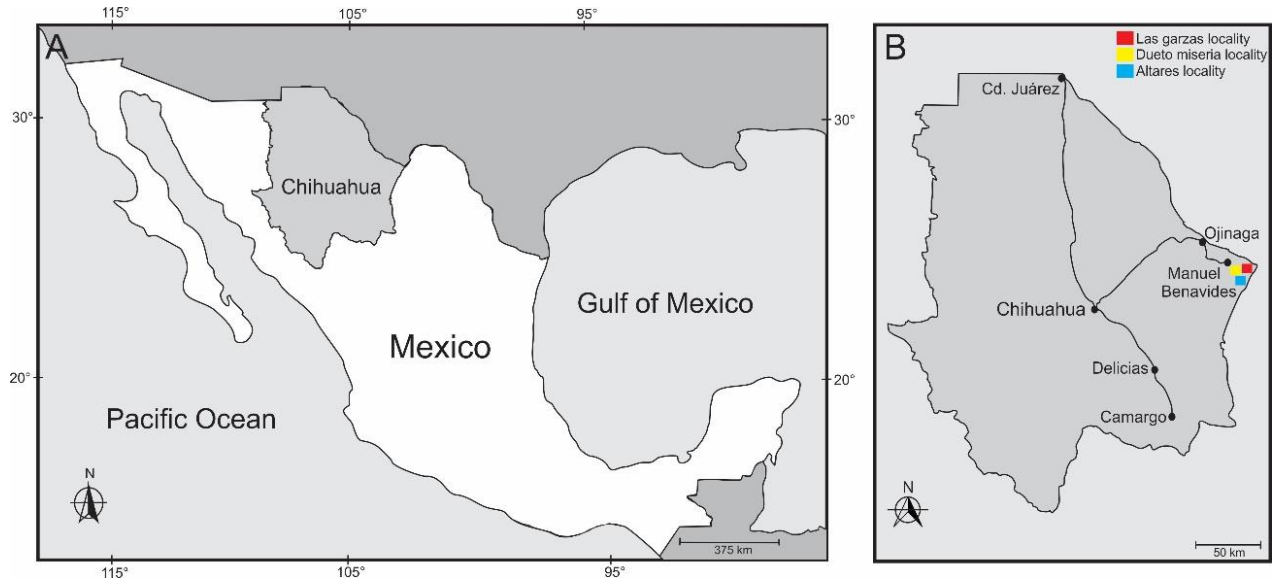 A
115°
105°
95°
30°
30°
Chihuahua
Gulf of Mexico
Mexico
20°
20°
Pacific Ocean
N
375 km
115°
105°
95°
B
Las garzas locality
Dueto miseria locality
Altares locality
Cd. Juárez
Ojinaga
Manuel
Benavides
Chihuahua
Delicias
Camargo
N
50 km